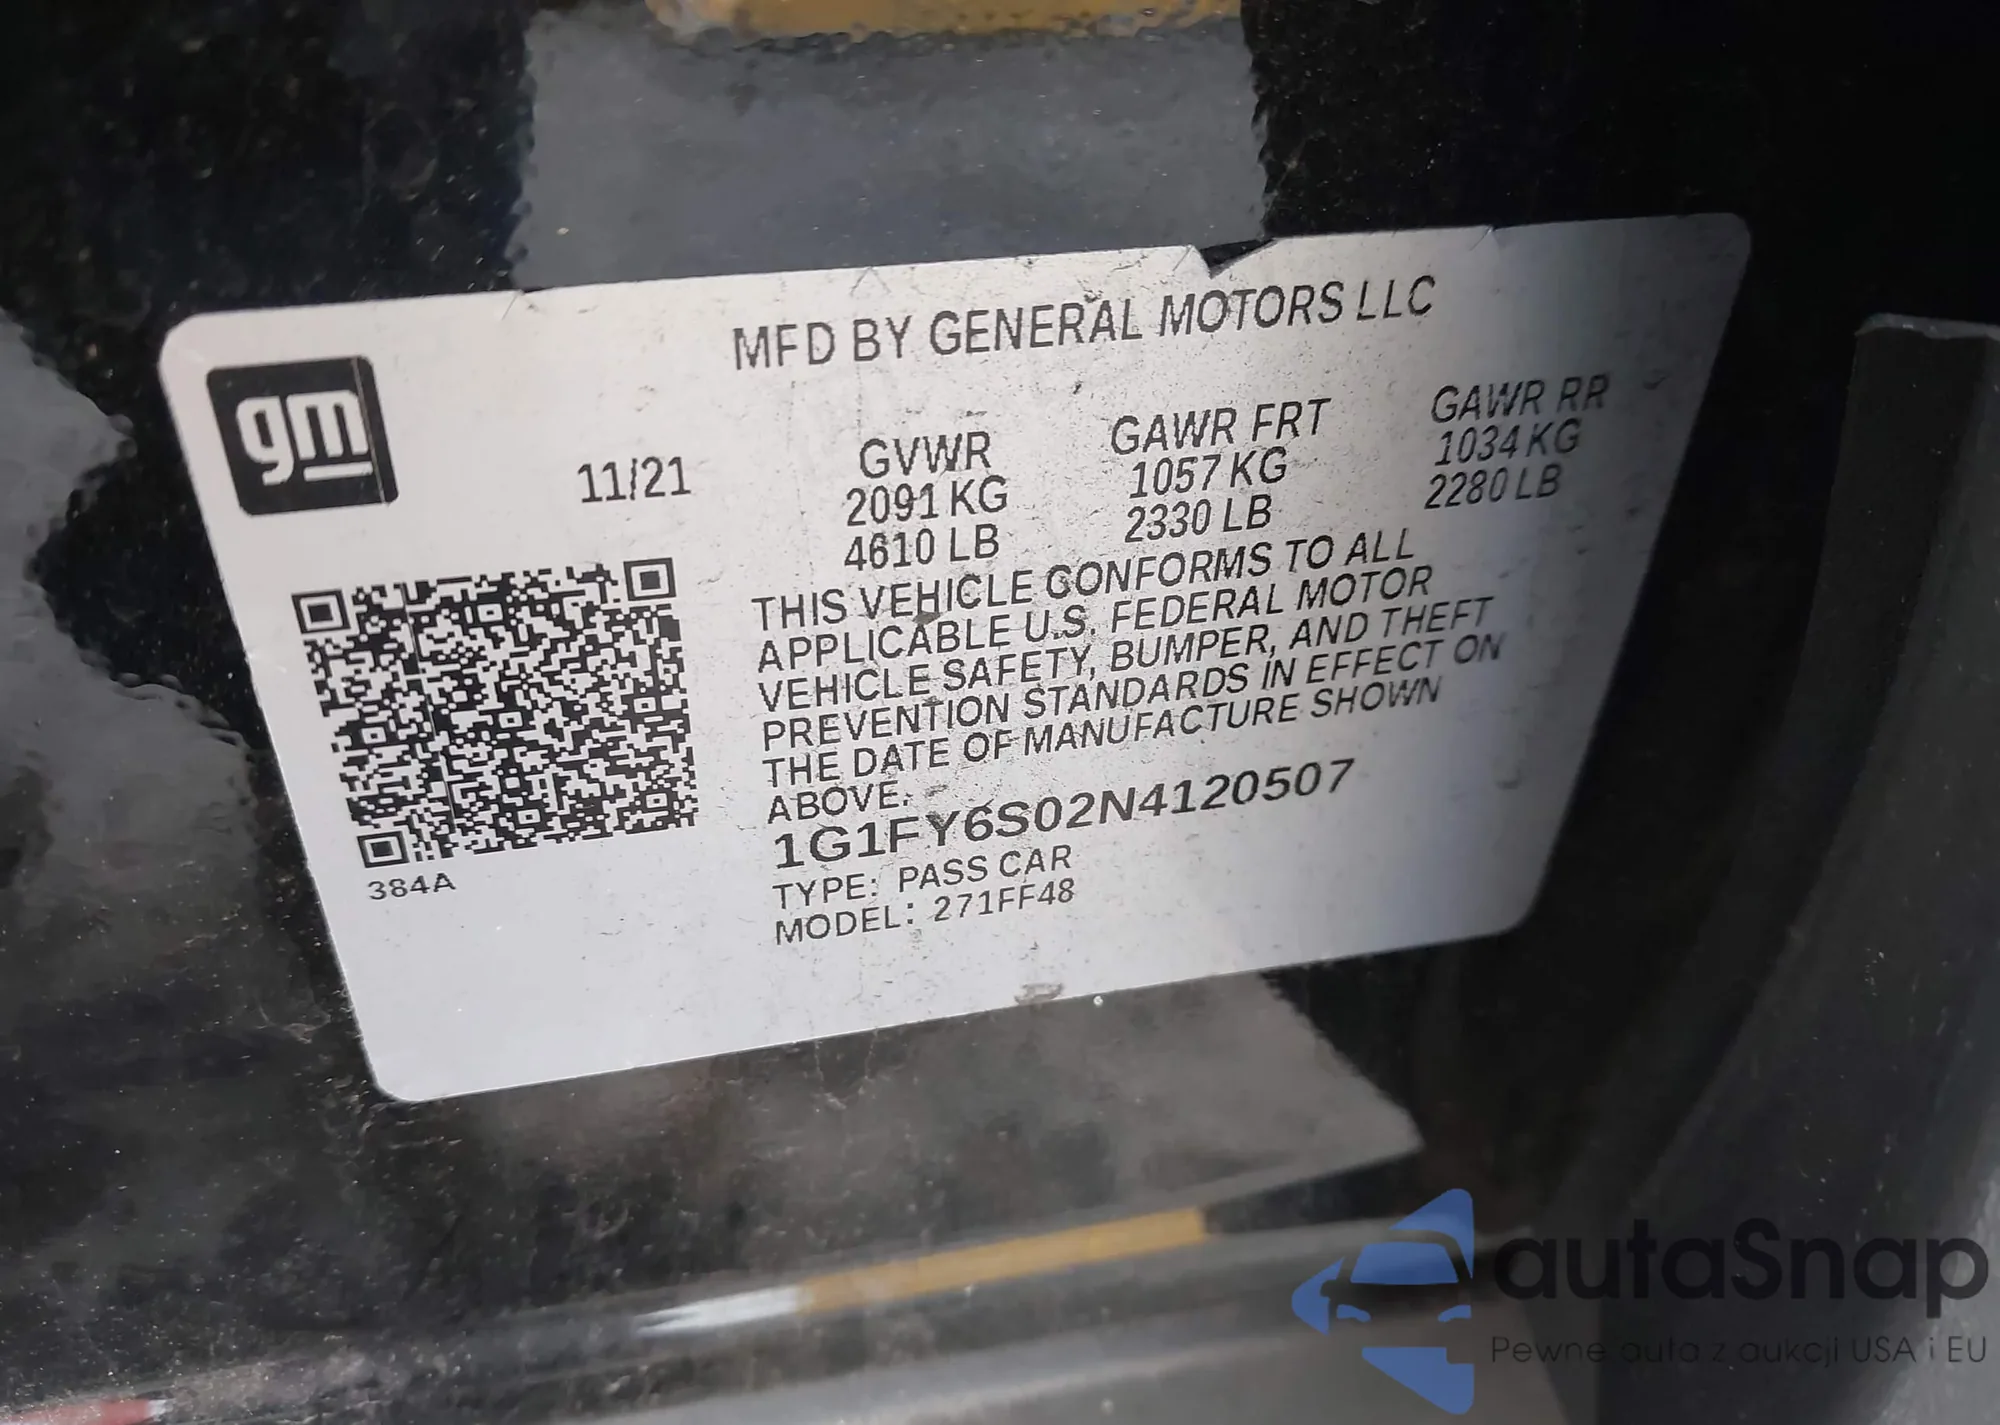 MFD BY GENERAL MOTORS LLC
gm
11/21
GVWR
2091 KG
4610 LB
GAWR FRT
1057 KG
2330 LB
GAWR RR
1034 KG
2280 LB
THIS VEHICLE CONFORMS TO ALL
APPLICABLE U.S. FEDERAL MOTOR
VEHICLE SAFETY, BUMPER, AND THEFT
PREVENTION STANDARDS IN EFFECT ON
THE DATE OF MANUFACTURE SHOWN
ABOVE.
1G1FY6S02N4120507
TYPE: PASS CAR
MODEL: 271FF48
384A
autaSnap
Pewne auta z aukcji USA i EU